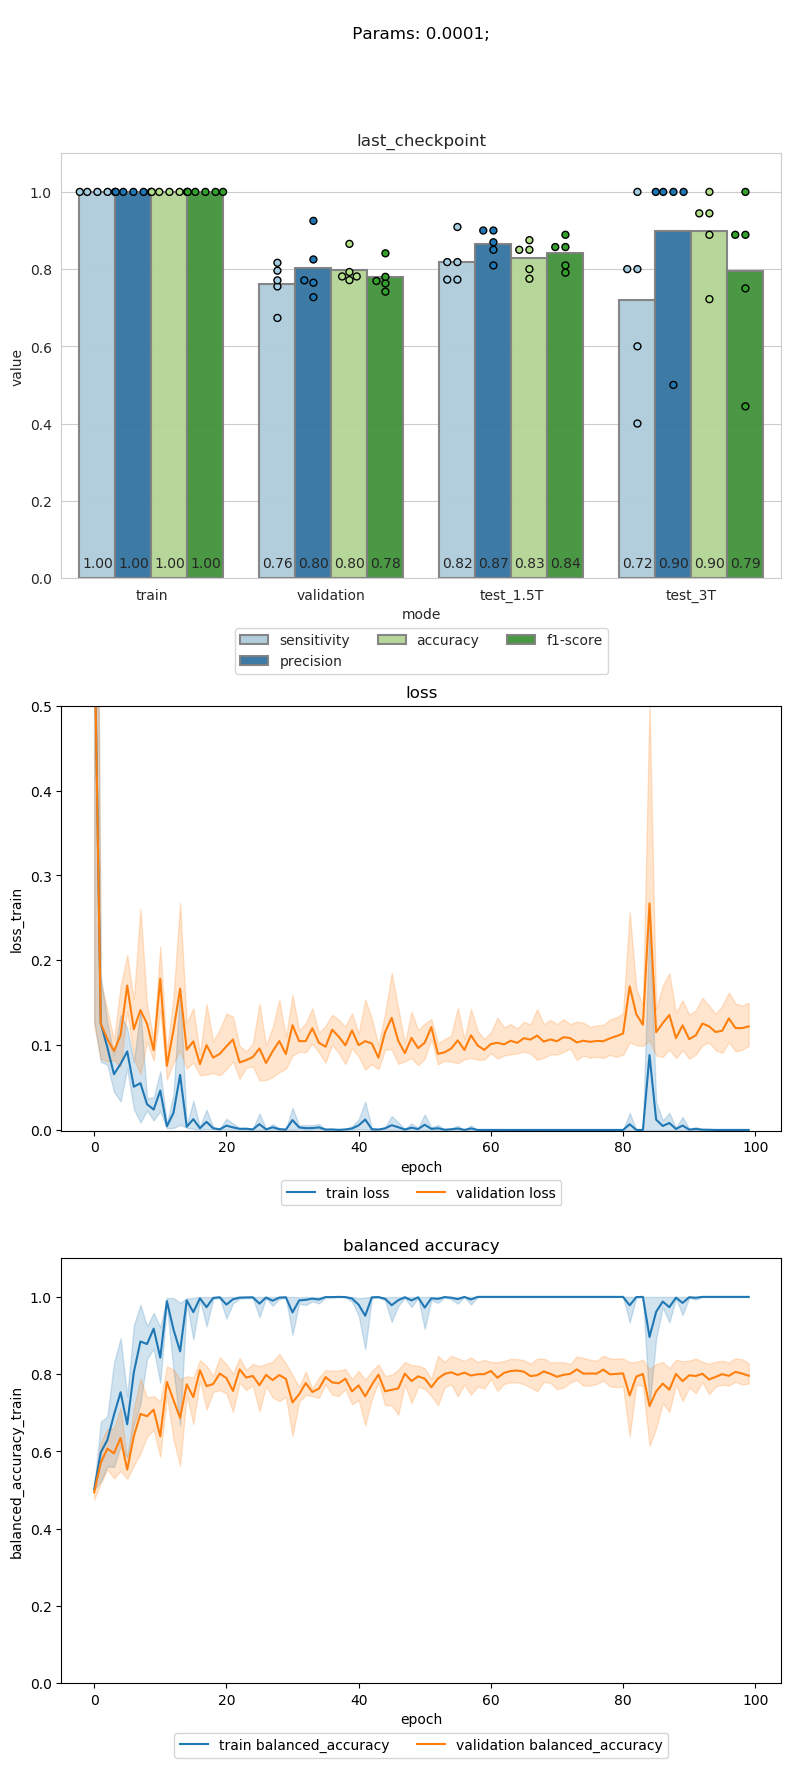 Params: 0.0001;
last_checkpoint
value
1.0
0.8
0.6
0.4
0.2
0.0
1.00 1.00 1.00 1.00 0.76 0.80 0.80 0.78 0.82 0.87 0.83 0.84 0.72 0.90 0.90 0.79
train validation test_1.5T test_3T
mode
sensitivity accuracy f1-score
precision
loss
loss_train
0.5
0.4
0.3
0.2
0.1
0.0
0 20 40 60 80 100
epoch
train loss validation loss
balanced accuracy
balanced_accuracy_train
1.0
0.8
0.6
0.4
0.2
0.0
0 20 40 60 80 100
epoch
train balanced_accuracy validation balanced_accuracy